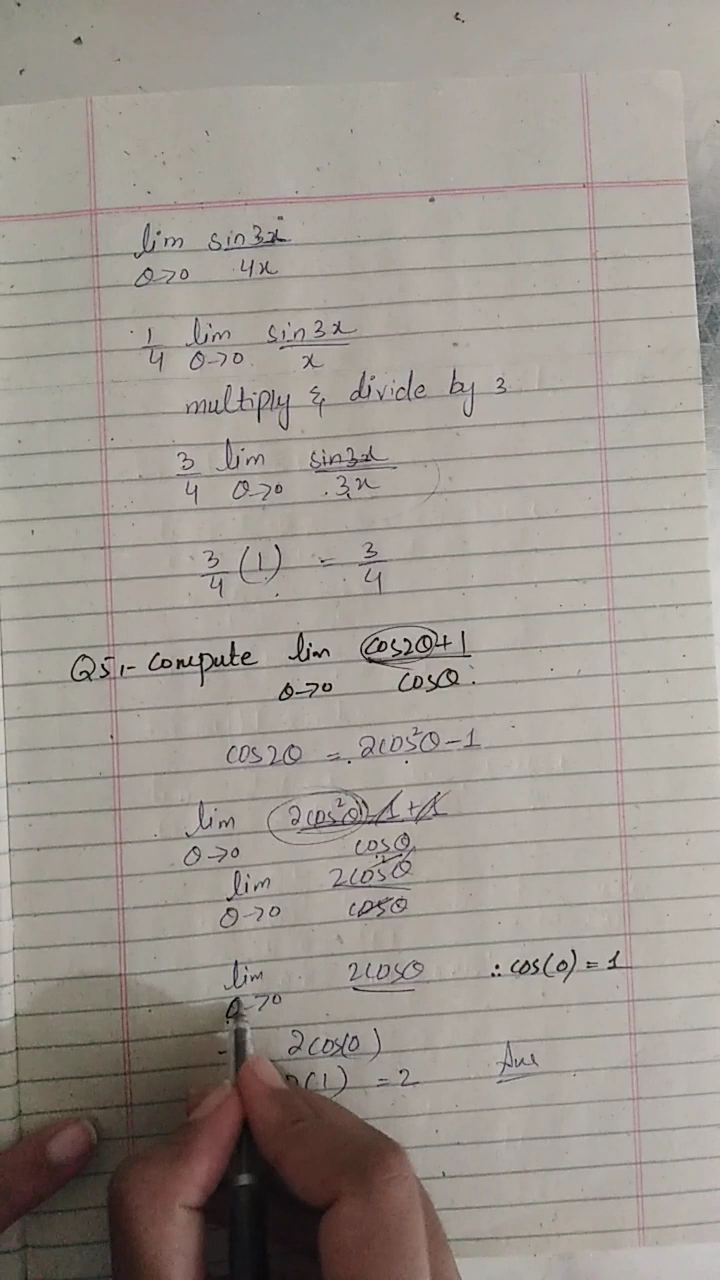 lim sin3x
θ→0 4x
1/4 lim sin3x/x
θ→0
multiply & divide by 3
3/4 lim sin3x/3x
θ→0
3/4 (1) = 3/4
Q5:- Compute lim cos2θ+1
θ→0 cosθ.
cos2θ = 2cos²θ-1
lim 2cos²θ-1+1
θ→0 cosθ
lim 2cos²θ
θ→0 cosθ
lim 2cosθ ∴ cos(0) = 1
θ→0
2cos(0)
2(1) = 2 Ans